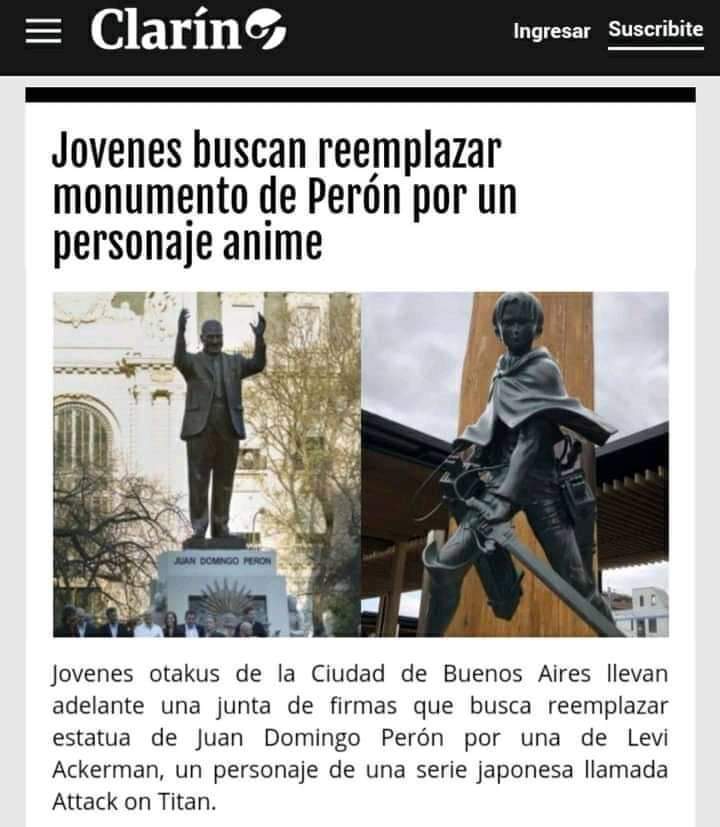 Clarín
Ingresar Suscribite
Jovenes buscan reemplazar
monumento de Perón por un
personaje anime
JUAN DOMINGO PERON
Jovenes otakus de la Ciudad de Buenos Aires llevan
adelante una junta de firmas que busca reemplazar
estatua de Juan Domingo Perón por una de Levi
Ackerman, un personaje de una serie japonesa llamada
Attack on Titan.